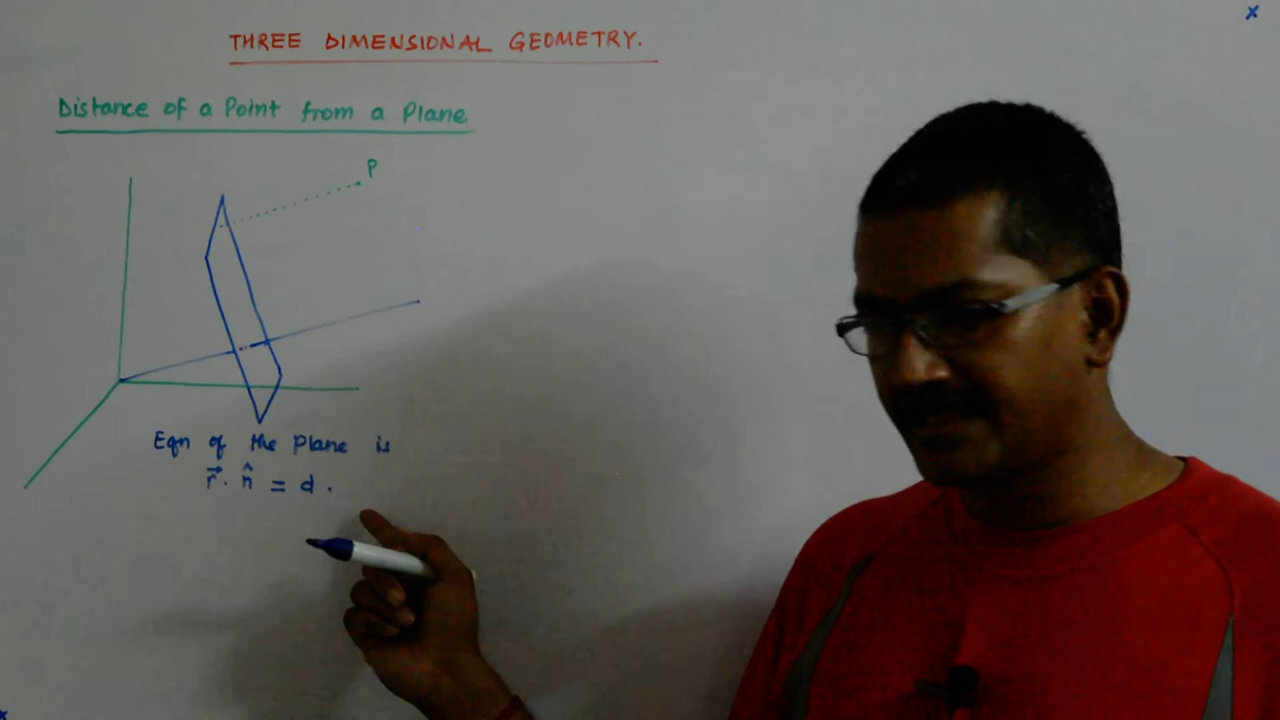 THREE DIMENSIONAL GEOMETRY.
Distance of a Point from a Plane
P
Eqn of the Plane is
r⃗. n̂ = d.